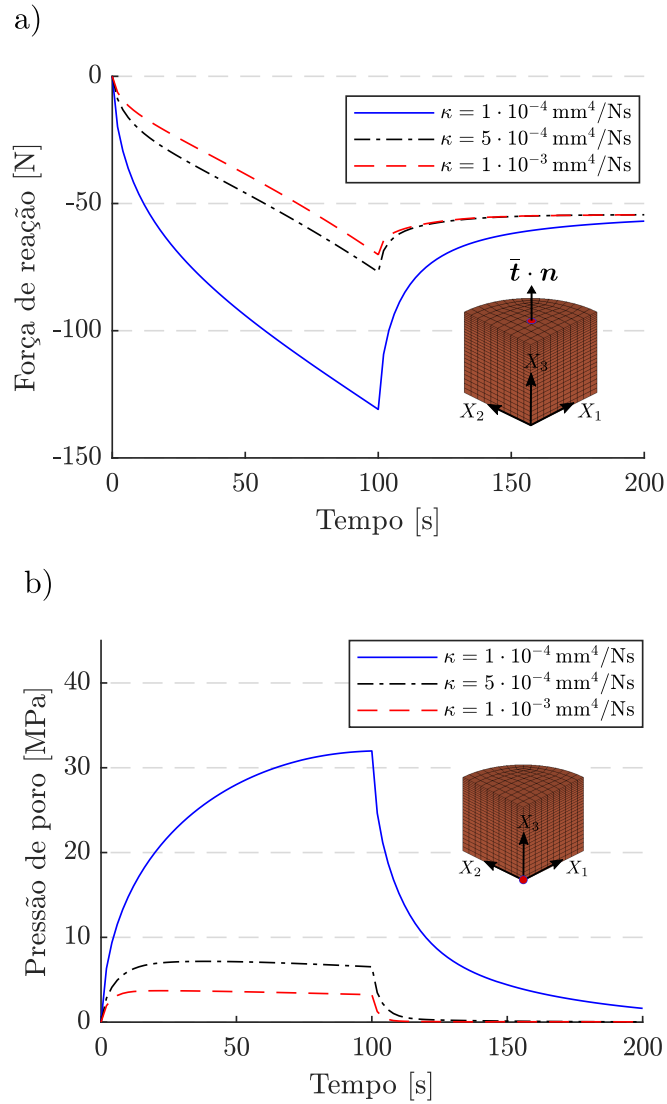 a)
0
-50
-100
-150
Força de reação [N]
κ = 1 · 10⁻⁴ mm⁴/Ns
κ = 5 · 10⁻⁴ mm⁴/Ns
κ = 1 · 10⁻³ mm⁴/Ns
t̄ · n
X₃
X₂
X₁
0
50
100
150
200
Tempo [s]
b)
40
30
20
10
0
Pressão de poro [MPa]
κ = 1 · 10⁻⁴ mm⁴/Ns
κ = 5 · 10⁻⁴ mm⁴/Ns
κ = 1 · 10⁻³ mm⁴/Ns
X₃
X₂
X₁
0
50
100
150
200
Tempo [s]